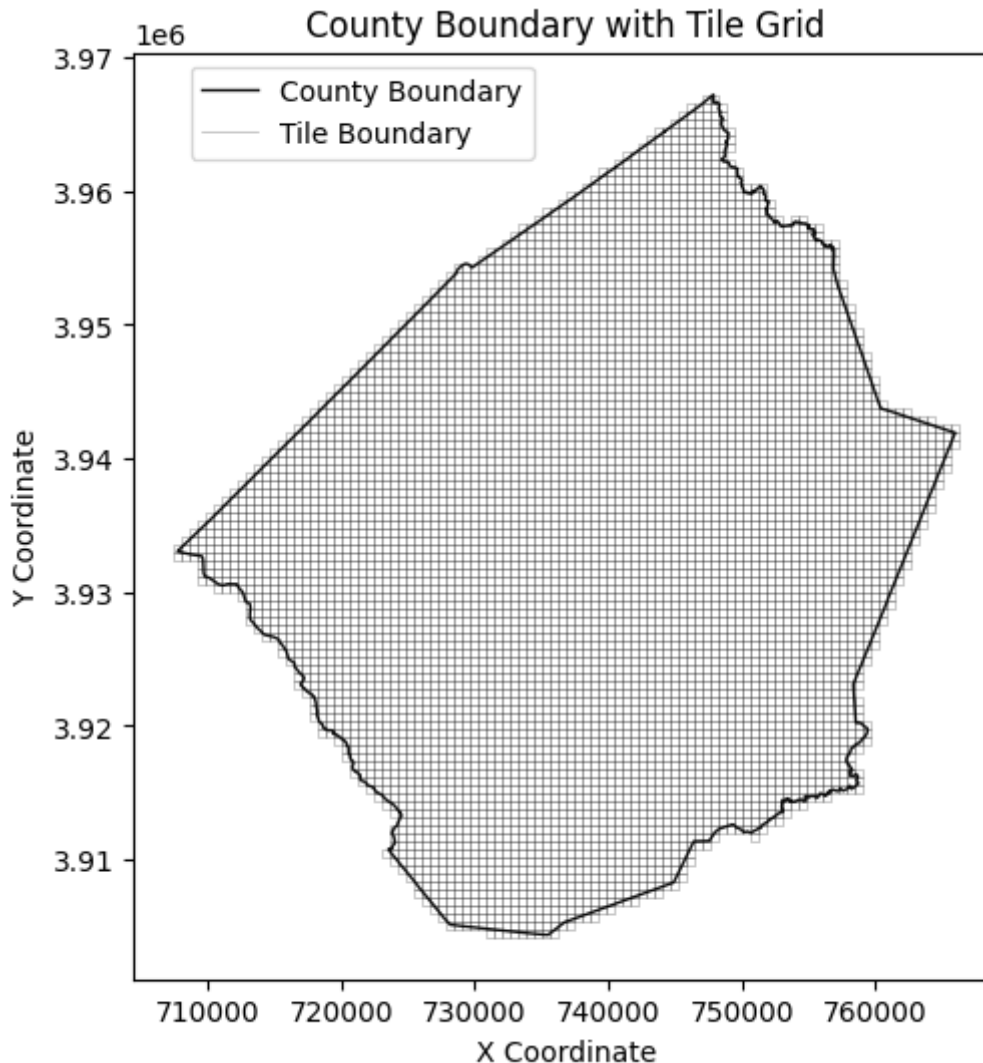 County Boundary with Tile Grid
1e6
County Boundary
Tile Boundary
3.97
3.96
3.95
3.94
3.93
3.92
3.91
Y Coordinate
710000 720000 730000 740000 750000 760000
X Coordinate